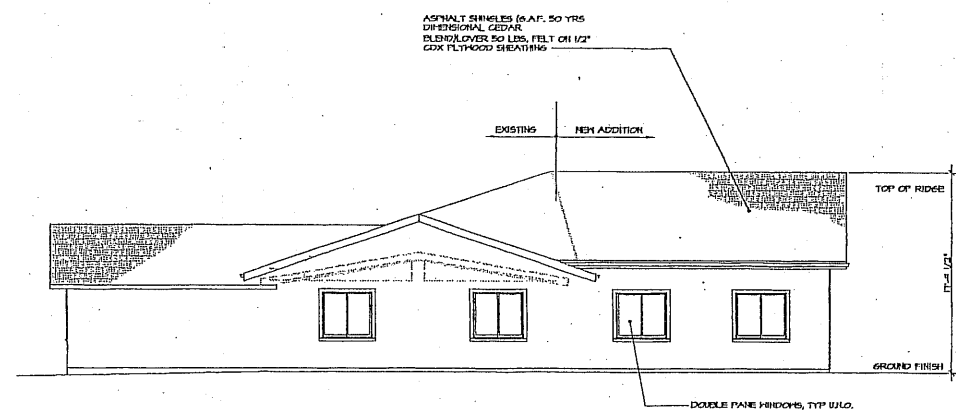 ASPHALT SHINGLES (G.A.F. 50 YRS
DIMENSIONAL CEDAR
BLEND)/OVER 30 LBS. FELT ON 1/2"
CDX PLYWOOD SHEATHING
EXISTING
NEW ADDITION
TOP OF RIDGE
GROUND FINISH
DOUBLE PANE WINDOWS, TYP U.I.O.